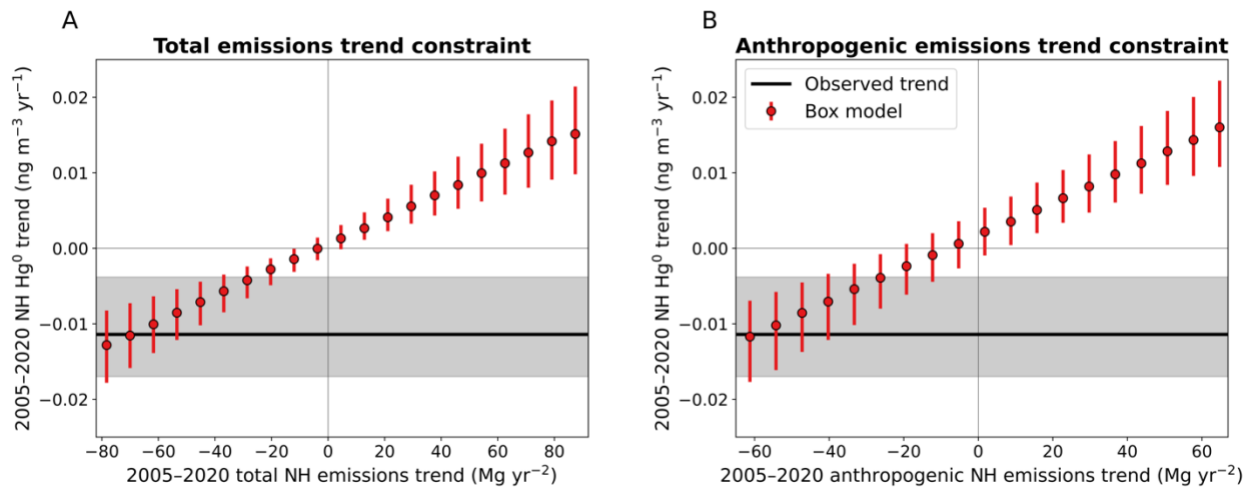 A
Total emissions trend constraint
2005–2020 NH Hg⁰ trend (ng m⁻³ yr⁻¹)
0.02
0.01
0.00
−0.01
−0.02
−80 −60 −40 −20 0 20 40 60 80
2005–2020 total NH emissions trend (Mg yr⁻²)
B
Anthropogenic emissions trend constraint
Observed trend
Box model
2005–2020 NH Hg⁰ trend (ng m⁻³ yr⁻¹)
0.02
0.01
0.00
−0.01
−0.02
−60 −40 −20 0 20 40 60
2005–2020 anthropogenic NH emissions trend (Mg yr⁻²)